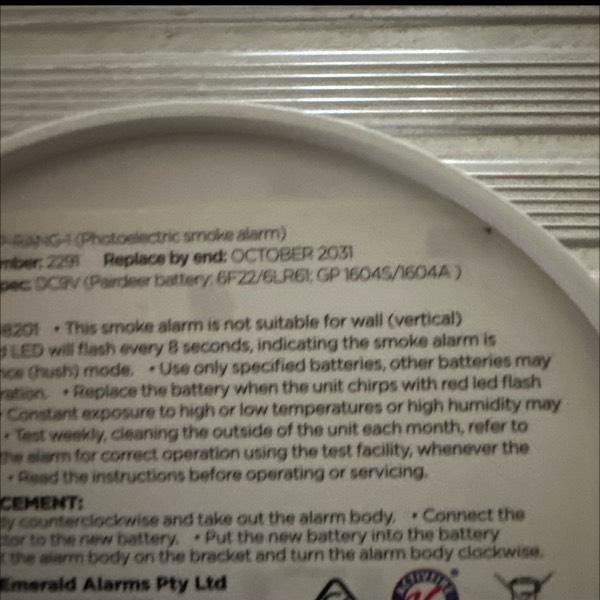 (Photoelectric smoke alarm)
mber: 2291 Replace by end: OCTOBER 2031
pec: DC9V (Pairdeer battery: 6F22/6LR61; GP 1604S/1604A )
8201 • This smoke alarm is not suitable for wall (vertical)
LED will flash every 8 seconds, indicating the smoke alarm is
nce (hush) mode. • Use only specified batteries, other batteries may
ration. • Replace the battery when the unit chirps with red led flash
Constant exposure to high or low temperatures or high humidity may
• Test weekly, cleaning the outside of the unit each month, refer to
the alarm for correct operation using the test facility, whenever the
• Read the instructions before operating or servicing.
CEMENT:
ly counterclockwise and take out the alarm body. • Connect the
tor to the new battery. • Put the new battery into the battery
the alarm body on the bracket and turn the alarm body clockwise.
Emerald Alarms Pty Ltd